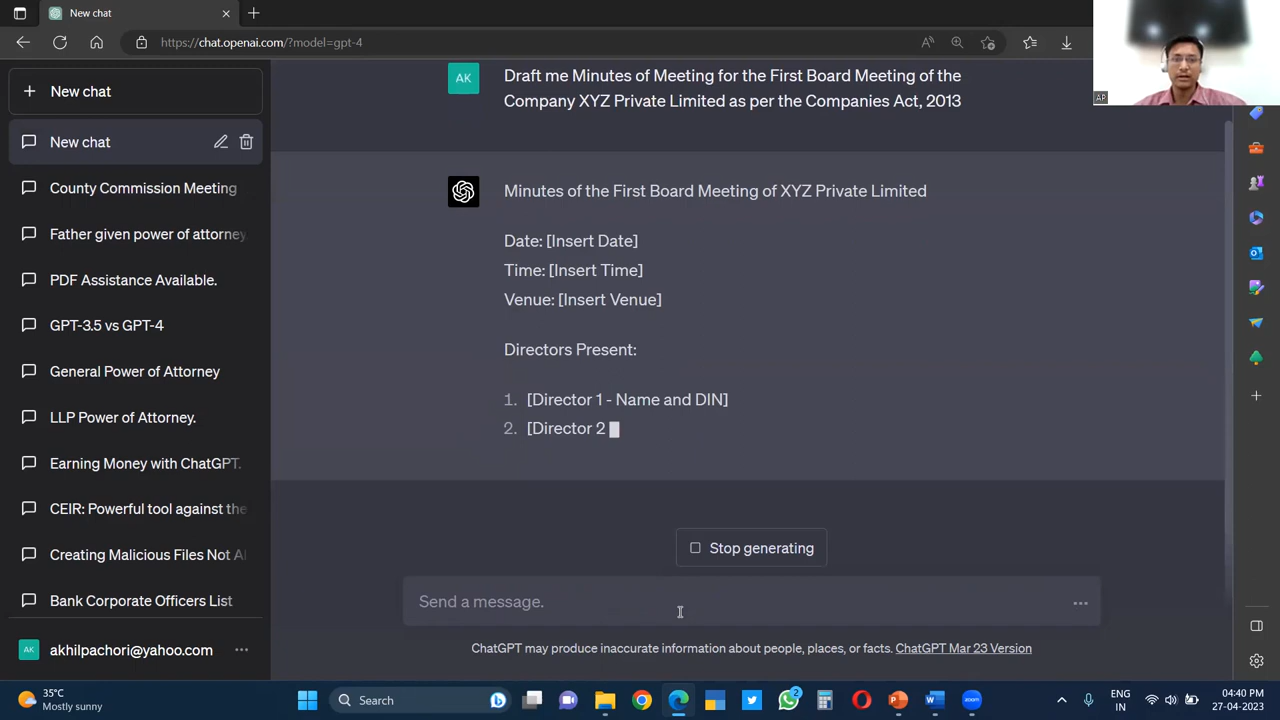 New chat
https://chat.openai.com/?model=gpt-4
New chat
New chat
County Commission Meeting
Father given power of attorney
PDF Assistance Available.
GPT-3.5 vs GPT-4
General Power of Attorney
LLP Power of Attorney.
Earning Money with ChatGPT.
CEIR: Powerful tool against the
Creating Malicious Files Not Al
Bank Corporate Officers List
AK akhilpachori@yahoo.com
AK Draft me Minutes of Meeting for the First Board Meeting of the
Company XYZ Private Limited as per the Companies Act, 2013
Minutes of the First Board Meeting of XYZ Private Limited
Date: [Insert Date]
Time: [Insert Time]
Venue: [Insert Venue]
Directors Present:
1. [Director 1 - Name and DIN]
2. [Director 2
Stop generating
Send a message.
ChatGPT may produce inaccurate information about people, places, or facts. ChatGPT Mar 23 Version
AP
35°C
Mostly sunny
Search
2
zoom
ENG
IN
04:40 PM
27-04-2023